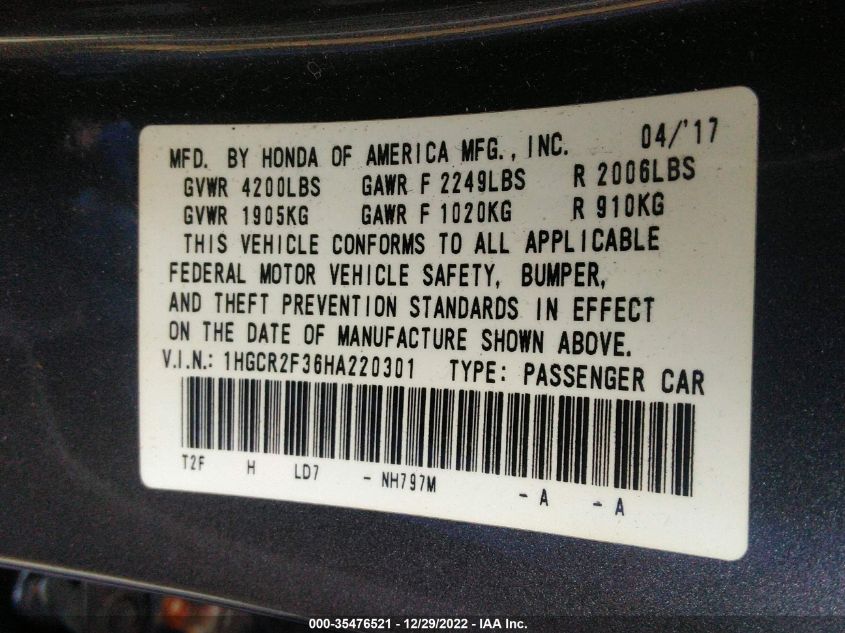 MFD. BY HONDA OF AMERICA MFG., INC. 04/'17
GVWR 4200LBS GAWR F 2249LBS R 2006LBS
GVWR 1905KG GAWR F 1020KG R 910KG
THIS VEHICLE CONFORMS TO ALL APPLICABLE
FEDERAL MOTOR VEHICLE SAFETY, BUMPER,
AND THEFT PREVENTION STANDARDS IN EFFECT
ON THE DATE OF MANUFACTURE SHOWN ABOVE.
V.I.N.: 1HGCR2F36HA220301 TYPE: PASSENGER CAR
T2F H LD7 - NH797M - A - A
000-35476521 - 12/29/2022 - IAA Inc.